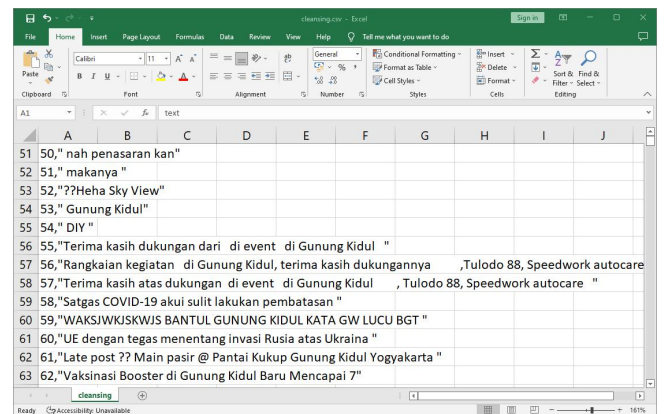 cleansing.csv - Excel
Sign in
File Home Insert Page Layout Formulas Data Review View Help Tell me what you want to do
Paste
Calibri 11
B I U
General
Conditional Formatting
Format as Table
Cell Styles
Insert
Delete
Format
Sort & Filter
Find & Select
Clipboard Font Alignment Number Styles Cells Editing
A1 fx text
A B C D E F G H I J
51 50," nah penasaran kan"
52 51," makanya "
53 52,"??Heha Sky View"
54 53," Gunung Kidul"
55 54," DIY "
56 55,"Terima kasih dukungan dari di event di Gunung Kidul "
57 56,"Rangkaian kegiatan di Gunung Kidul, terima kasih dukungannya ,Tulodo 88, Speedwork autocare
58 57,"Terima kasih atas dukungan di event di Gunung Kidul , Tulodo 88, Speedwork autocare "
59 58,"Satgas COVID-19 akui sulit lakukan pembatasan "
60 59,"WAKSJWKJSKWJS BANTUL GUNUNG KIDUL KATA GW LUCU BGT "
61 60,"UE dengan tegas menentang invasi Rusia atas Ukraina "
62 61,"Late post ?? Main pasir @ Pantai Kukup Gunung Kidul Yogyakarta "
63 62,"Vaksinasi Booster di Gunung Kidul Baru Mencapai 7"
cleansing
Ready Accessibility: Unavailable 161%